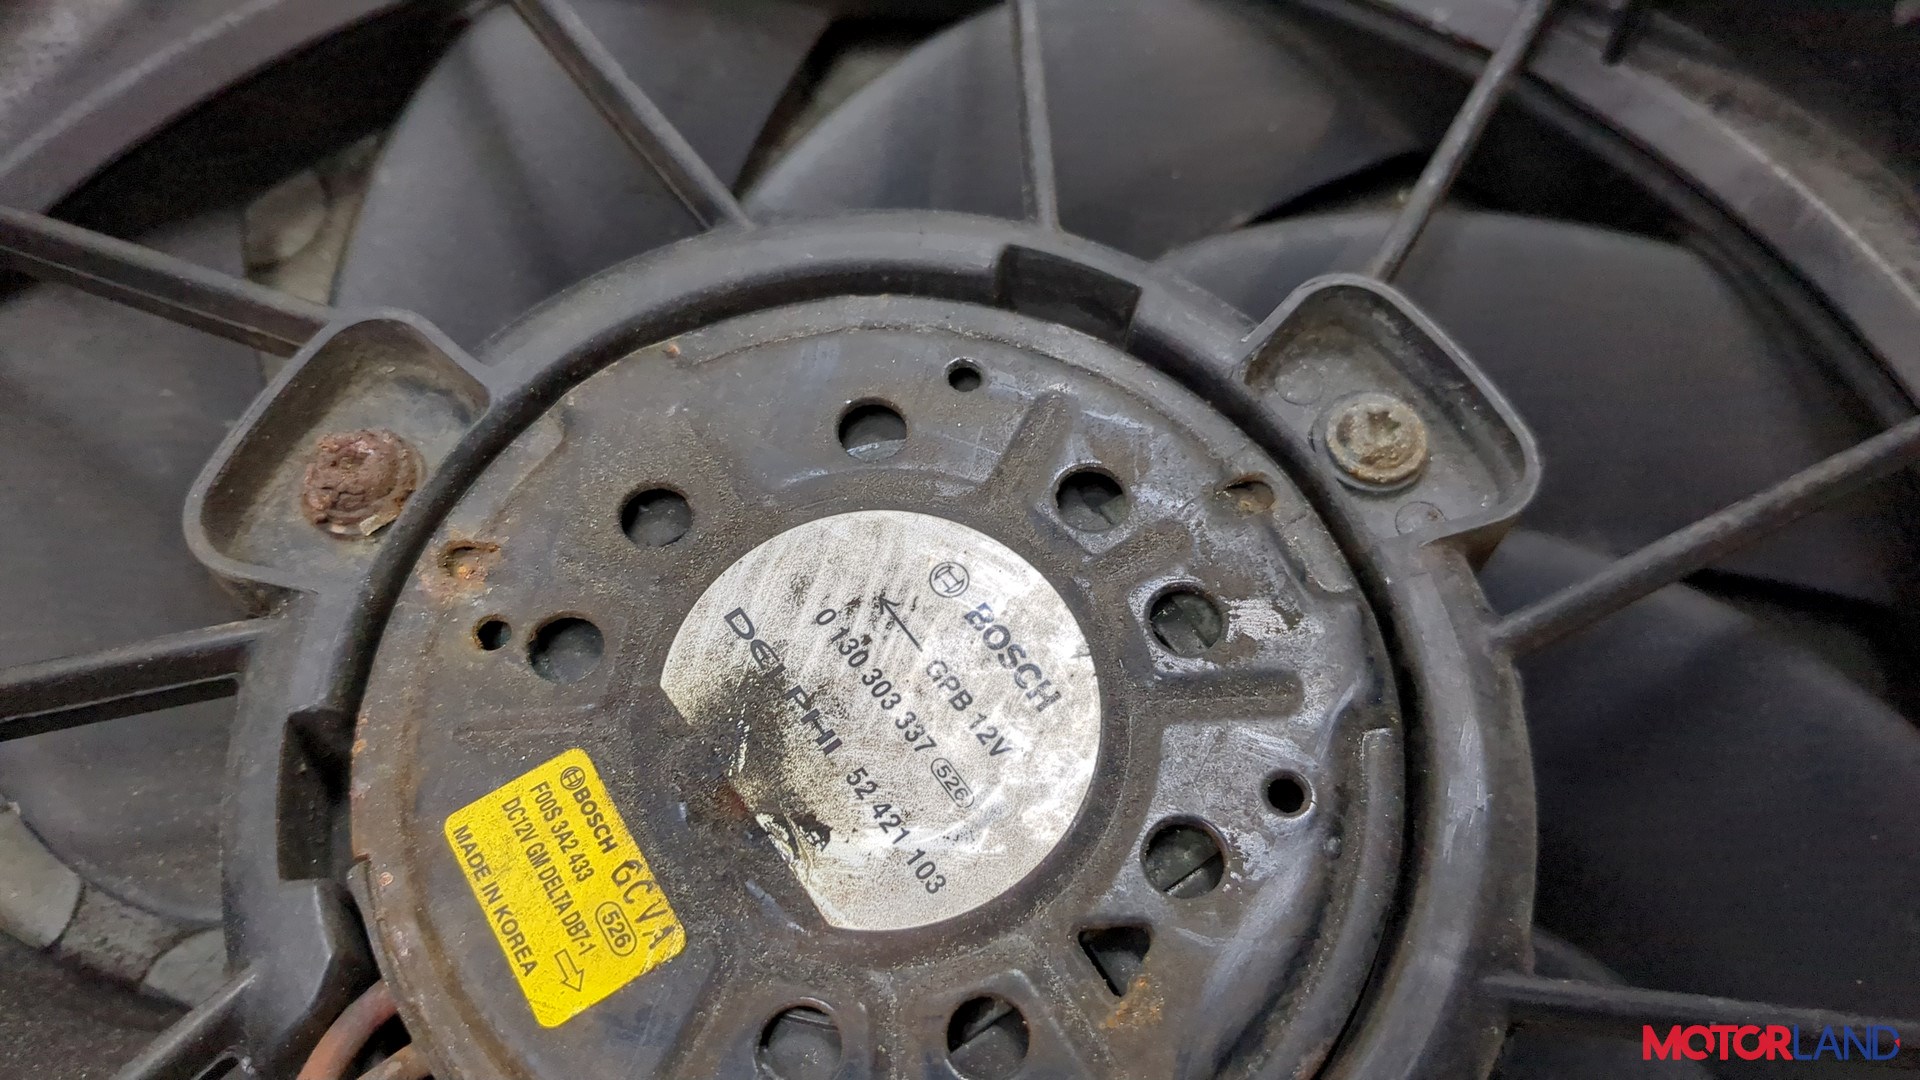 BOSCH
GPB 12V
0 130 303 337 526
DELPHI 52 421 103
BOSCH 6CVA
F00S 3A2 433 526
DC12V GM DELTA DB7-1
MADE IN KOREA
MOTORLAND